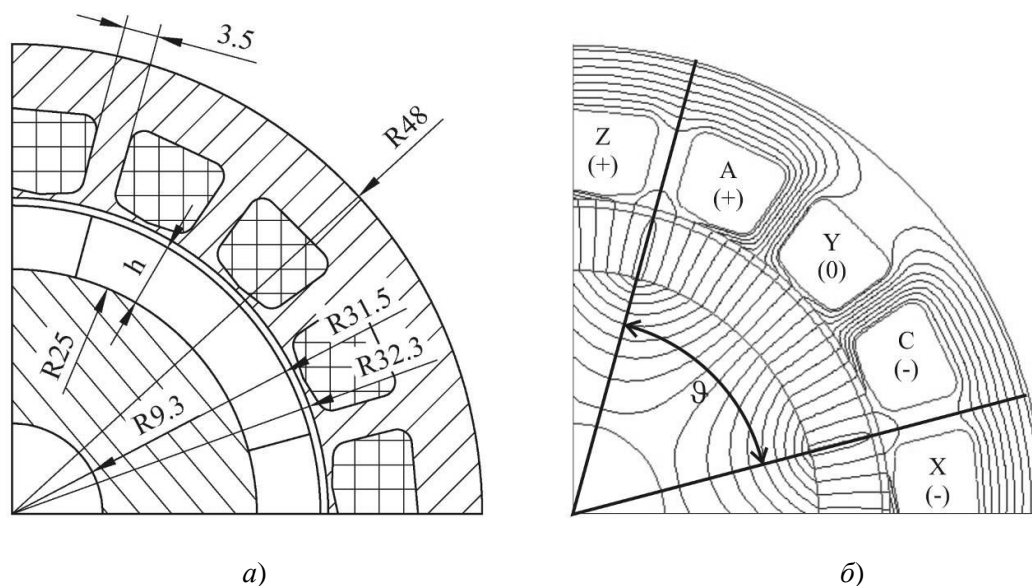 3.5
R48
h
R25
R9.3
R31.5
R32.3
Z
(+)
A
(+)
Y
(0)
C
(-)
X
(-)
ϑ
а)
б)